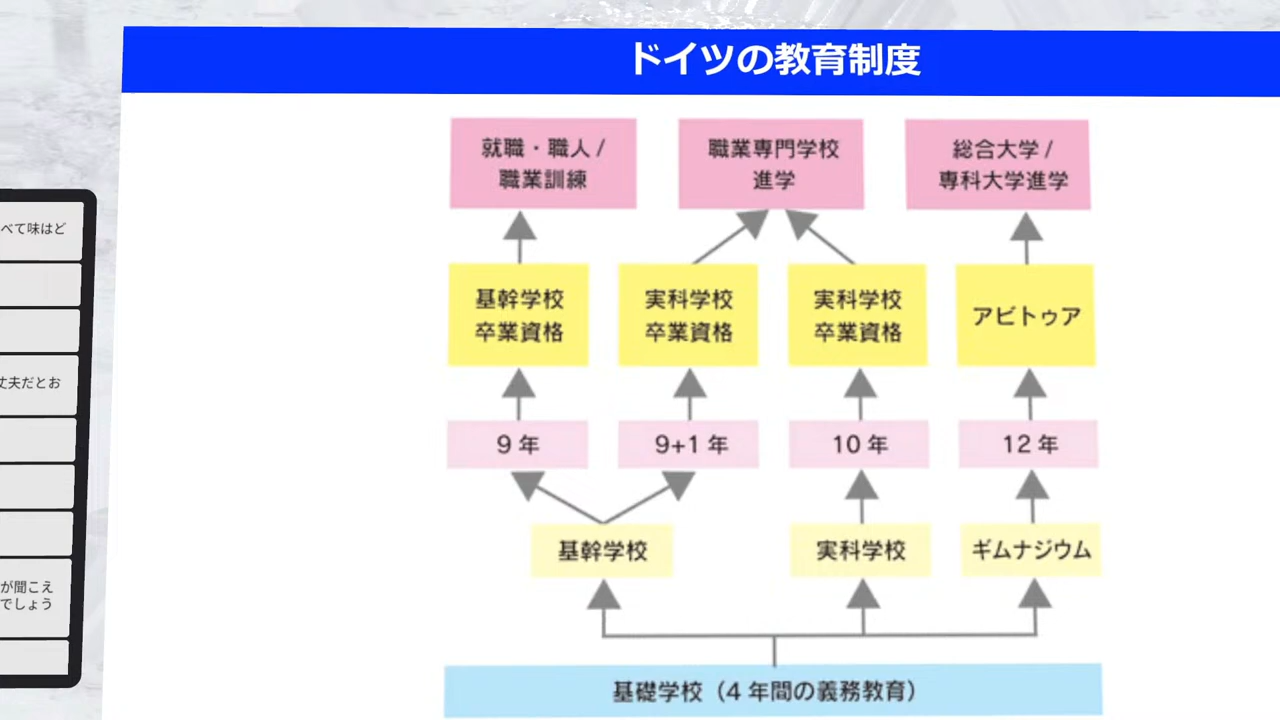 ドイツの教育制度
就職・職人 /
職業訓練
職業専門学校
進学
総合大学 /
専科大学進学
基幹学校
卒業資格
実科学校
卒業資格
実科学校
卒業資格
アビトゥア
9 年
9+1 年
10 年
12 年
基幹学校
実科学校
ギムナジウム
基礎学校（4 年間の義務教育）
べて味はど
丈夫だとお
が聞こえ
でしょう